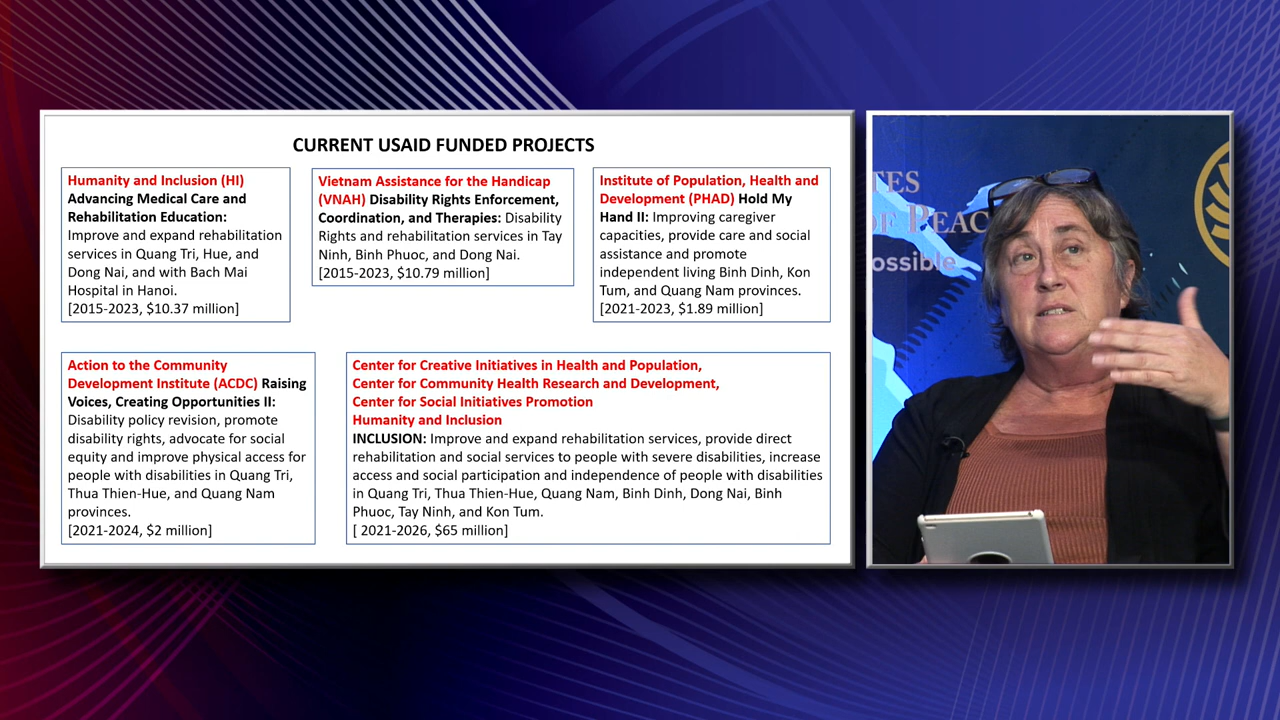 CURRENT USAID FUNDED PROJECTS
Humanity and Inclusion (HI)
Advancing Medical Care and
Rehabilitation Education:
Improve and expand rehabilitation
services in Quang Tri, Hue, and
Dong Nai, and with Bach Mai
Hospital in Hanoi.
[2015-2023, $10.37 million]
Vietnam Assistance for the Handicap
(VNAH) Disability Rights Enforcement,
Coordination, and Therapies: Disability
Rights and rehabilitation services in Tay
Ninh, Binh Phuoc, and Dong Nai.
[2015-2023, $10.79 million]
Institute of Population, Health and
Development (PHAD) Hold My
Hand II: Improving caregiver
capacities, provide care and social
assistance and promote
independent living Binh Dinh, Kon
Tum, and Quang Nam provinces.
[2021-2023, $1.89 million]
Action to the Community
Development Institute (ACDC) Raising
Voices, Creating Opportunities II:
Disability policy revision, promote
disability rights, advocate for social
equity and improve physical access for
people with disabilities in Quang Tri,
Thua Thien-Hue, and Quang Nam
provinces.
[2021-2024, $2 million]
Center for Creative Initiatives in Health and Population,
Center for Community Health Research and Development,
Center for Social Initiatives Promotion
Humanity and Inclusion
INCLUSION: Improve and expand rehabilitation services, provide direct
rehabilitation and social services to people with severe disabilities, increase
access and social participation and independence of people with disabilities
in Quang Tri, Thua Thien-Hue, Quang Nam, Binh Dinh, Dong Nai, Binh
Phuoc, Tay Ninh, and Kon Tum.
[ 2021-2026, $65 million]
TES
OF PEAC
ossible